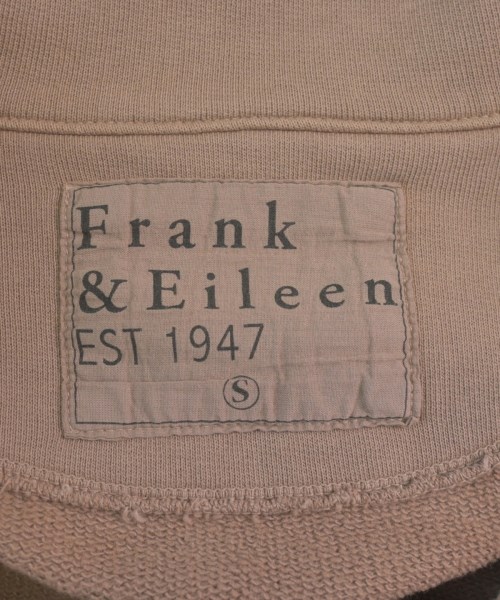 Frank
& Eileen
EST 1947
S